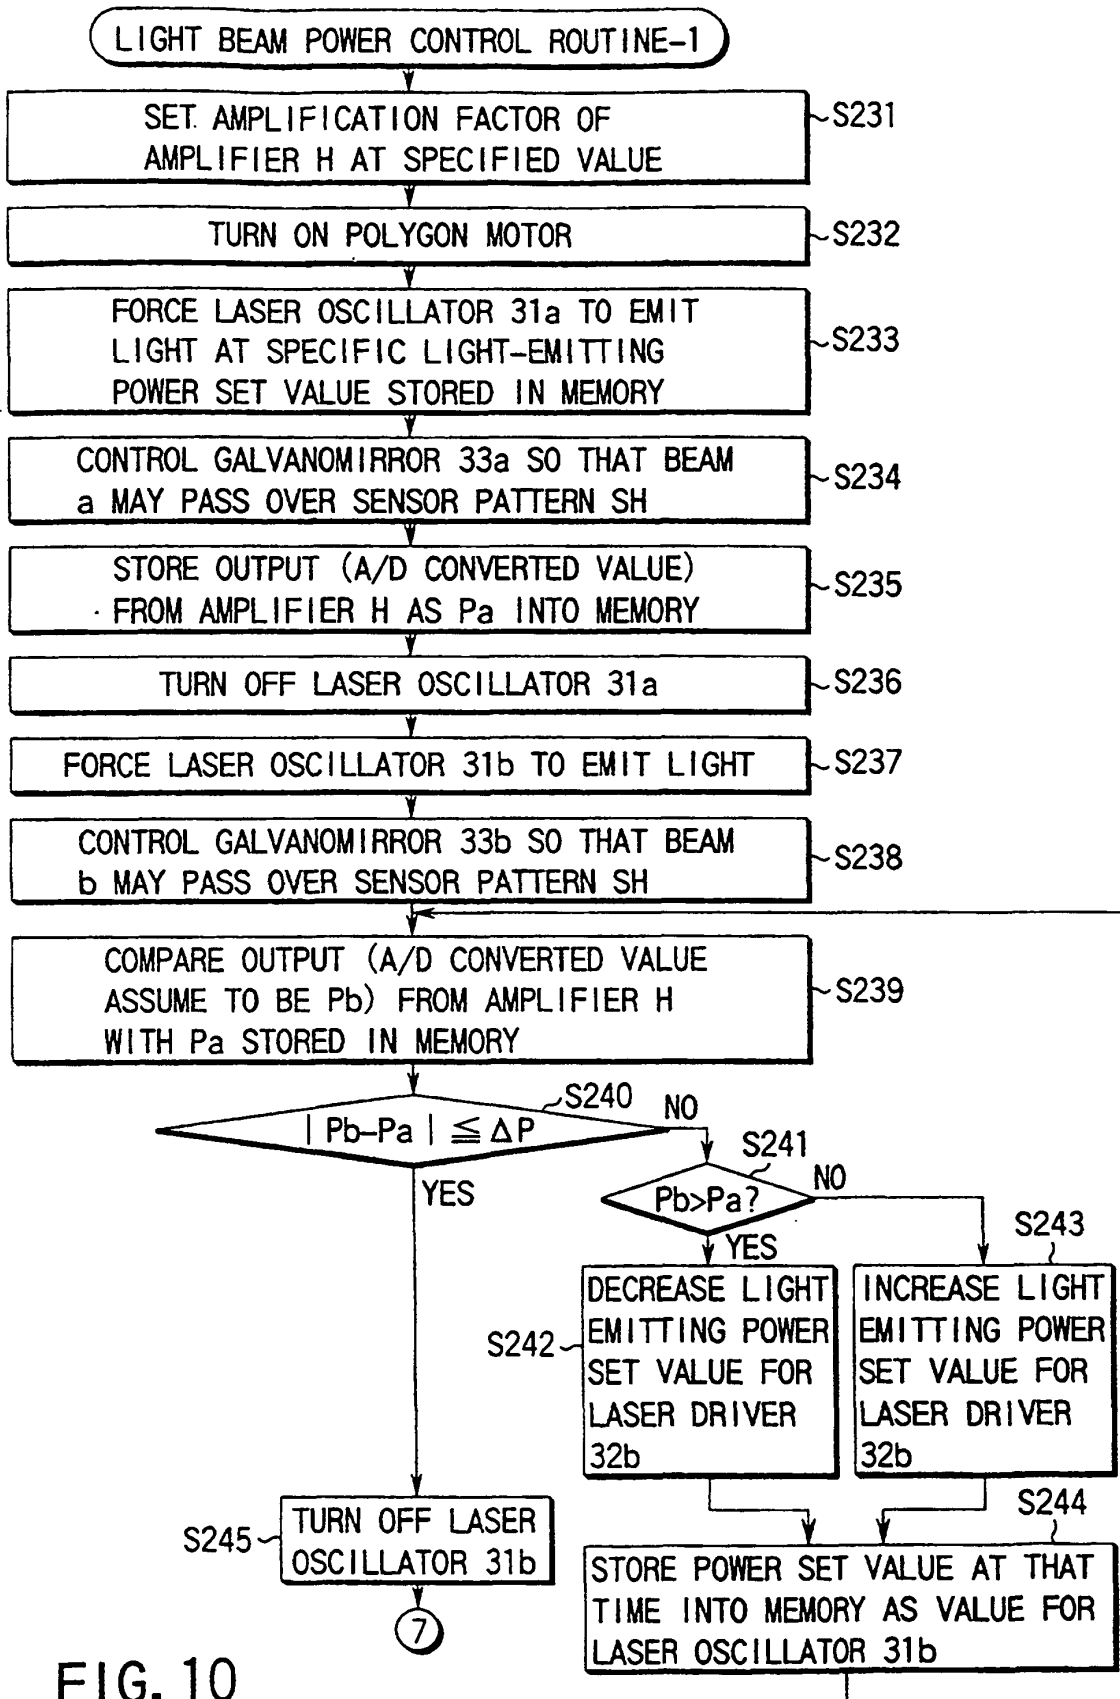 LIGHT BEAM POWER CONTROL ROUTINE-1
SET AMPLIFICATION FACTOR OF
AMPLIFIER H AT SPECIFIED VALUE
S231
TURN ON POLYGON MOTOR
S232
FORCE LASER OSCILLATOR 31a TO EMIT
LIGHT AT SPECIFIC LIGHT-EMITTING
POWER SET VALUE STORED IN MEMORY
S233
CONTROL GALVANOMIRROR 33a SO THAT BEAM
a MAY PASS OVER SENSOR PATTERN SH
S234
STORE OUTPUT (A/D CONVERTED VALUE)
FROM AMPLIFIER H AS Pa INTO MEMORY
S235
TURN OFF LASER OSCILLATOR 31a
S236
FORCE LASER OSCILLATOR 31b TO EMIT LIGHT
S237
CONTROL GALVANOMIRROR 33b SO THAT BEAM
b MAY PASS OVER SENSOR PATTERN SH
S238
COMPARE OUTPUT (A/D CONVERTED VALUE
ASSUME TO BE Pb) FROM AMPLIFIER H
WITH Pa STORED IN MEMORY
S239
S240
| Pb-Pa | ≦ ΔP
NO
YES
S241
Pb>Pa?
NO
YES
S242
DECREASE LIGHT
EMITTING POWER
SET VALUE FOR
LASER DRIVER
32b
S243
INCREASE LIGHT
EMITTING POWER
SET VALUE FOR
LASER DRIVER
32b
S244
STORE POWER SET VALUE AT THAT
TIME INTO MEMORY AS VALUE FOR
LASER OSCILLATOR 31b
S245
TURN OFF LASER
OSCILLATOR 31b
7
FIG. 10